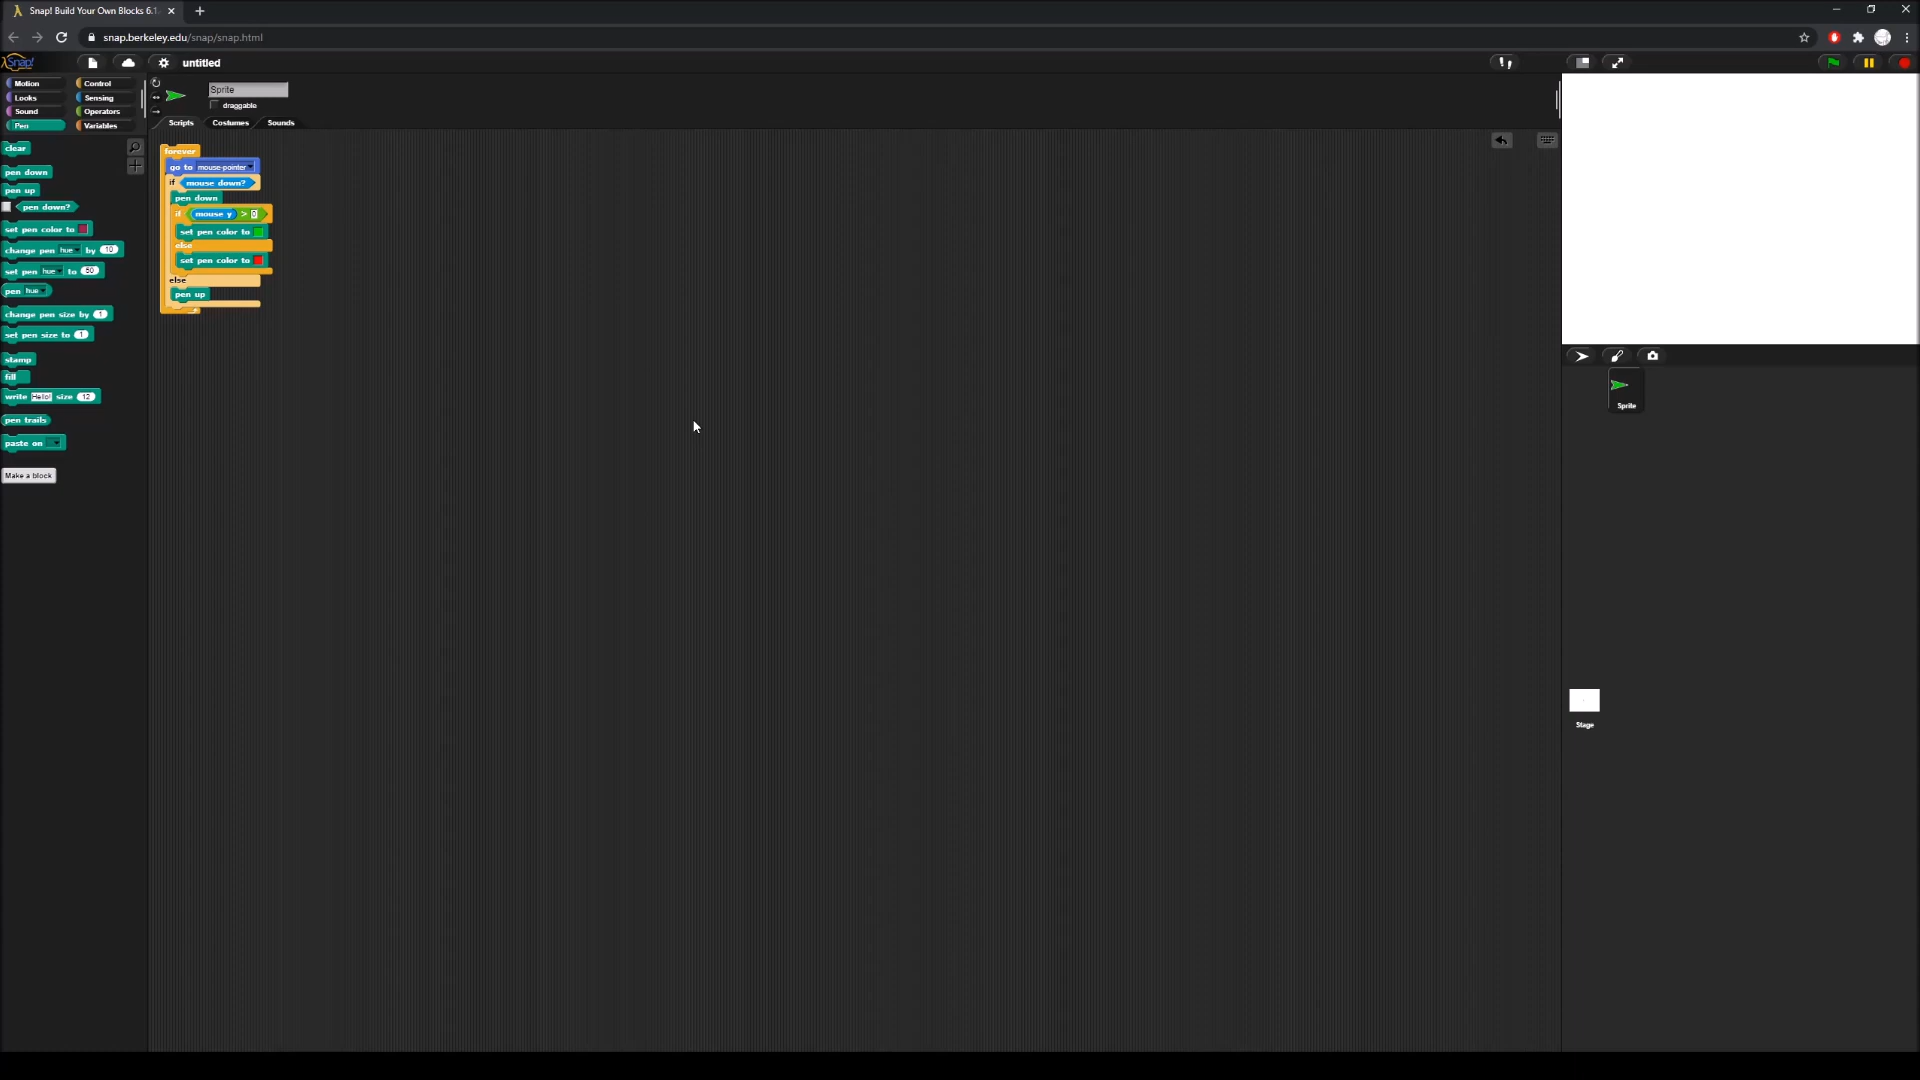 Snap! Build Your Own Blocks 6.1.
snap.berkeley.edu/snap/snap.html
Snap!
untitled
Motion
Control
Looks
Sensing
Sound
Operators
Pen
Variables
Sprite
draggable
Scripts
Costumes
Sounds
clear
pen down
pen up
pen down?
set pen color to
change pen hue by 10
set pen hue to 50
pen hue
change pen size by 1
set pen size to 1
stamp
fill
write Hello! size 12
pen trails
paste on
Make a block
forever
go to mouse-pointer
if mouse down?
pen down
if mouse y > 0
set pen color to
else
set pen color to
else
pen up
Sprite
Stage